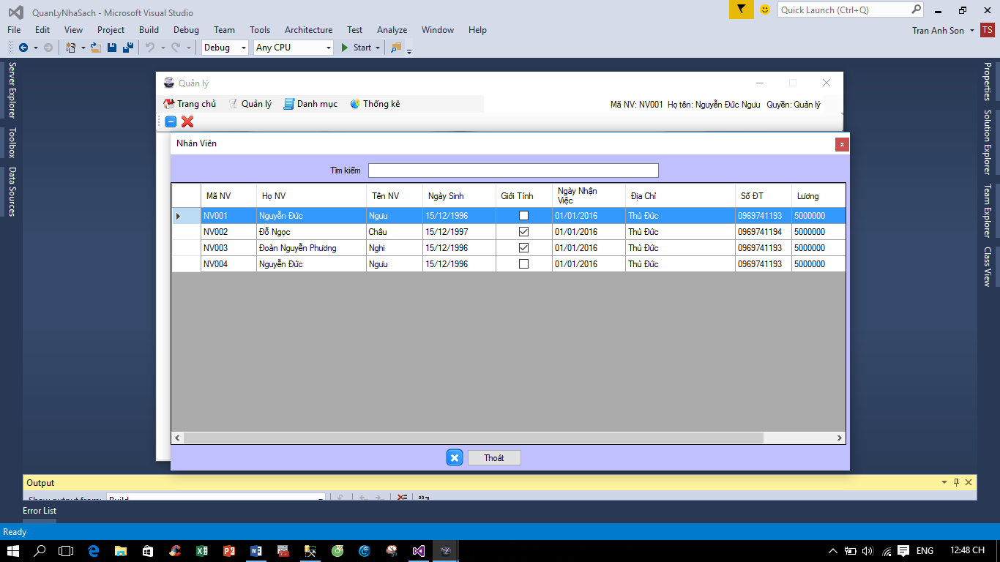 QuanLyNhaSach - Microsoft Visual Studio
Quick Launch (Ctrl+Q)
File Edit View Project Build Debug Team Tools Architecture Test Analyze Window Help
Tran Anh Son TS
Debug Any CPU Start
Server Explorer
Toolbox
Data Sources
Properties
Solution Explorer
Team Explorer
Class View
Quản lý
Trang chủ Quản lý Danh mục Thống kê
Mã NV: NV001 Họ tên: Nguyễn Đức Ngưu Quyền: Quản lý
Nhân Viên
Tìm kiếm
Mã NV Họ NV Tên NV Ngày Sinh Giới Tính Ngày Nhận Việc Địa Chỉ Số ĐT Lương
NV001 Nguyễn Đức Ngưu 15/12/1996 01/01/2016 Thủ Đức 0969741193 5000000
NV002 Đỗ Ngọc Châu 15/12/1997 01/01/2016 Thủ Đức 0969741194 5000000
NV003 Đoàn Nguyễn Phương Nghi 15/12/1996 01/01/2016 Thủ Đức 0969741193 5000000
NV004 Nguyễn Đức Ngưu 15/12/1996 01/01/2016 Thủ Đức 0969741193 5000000
Thoát
Output
Show output from: Build
Error List
Ready
ENG 12:48 CH